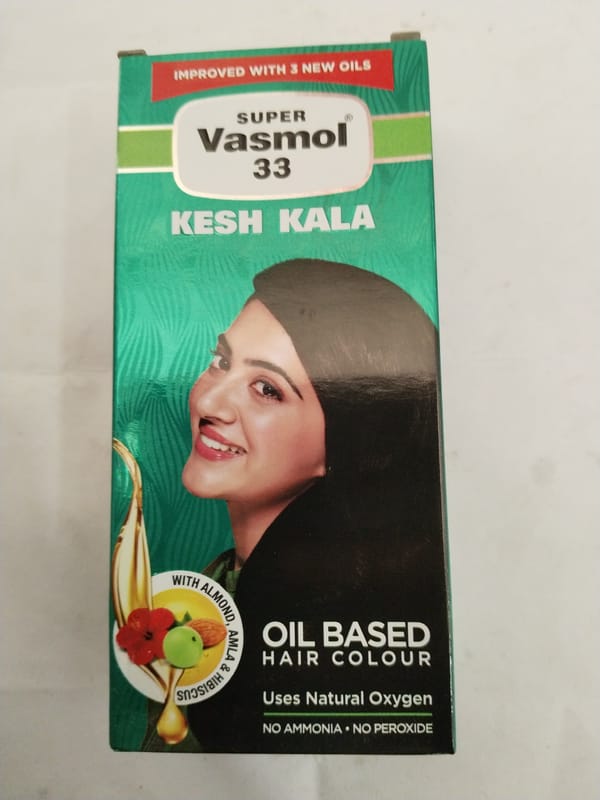 IMPROVED WITH 3 NEW OILS
SUPER
Vasmol®
33
KESH KALA
WITH ALMOND, AMLA & HIBISCUS
OIL BASED
HAIR COLOUR
Uses Natural Oxygen
NO AMMONIA • NO PEROXIDE